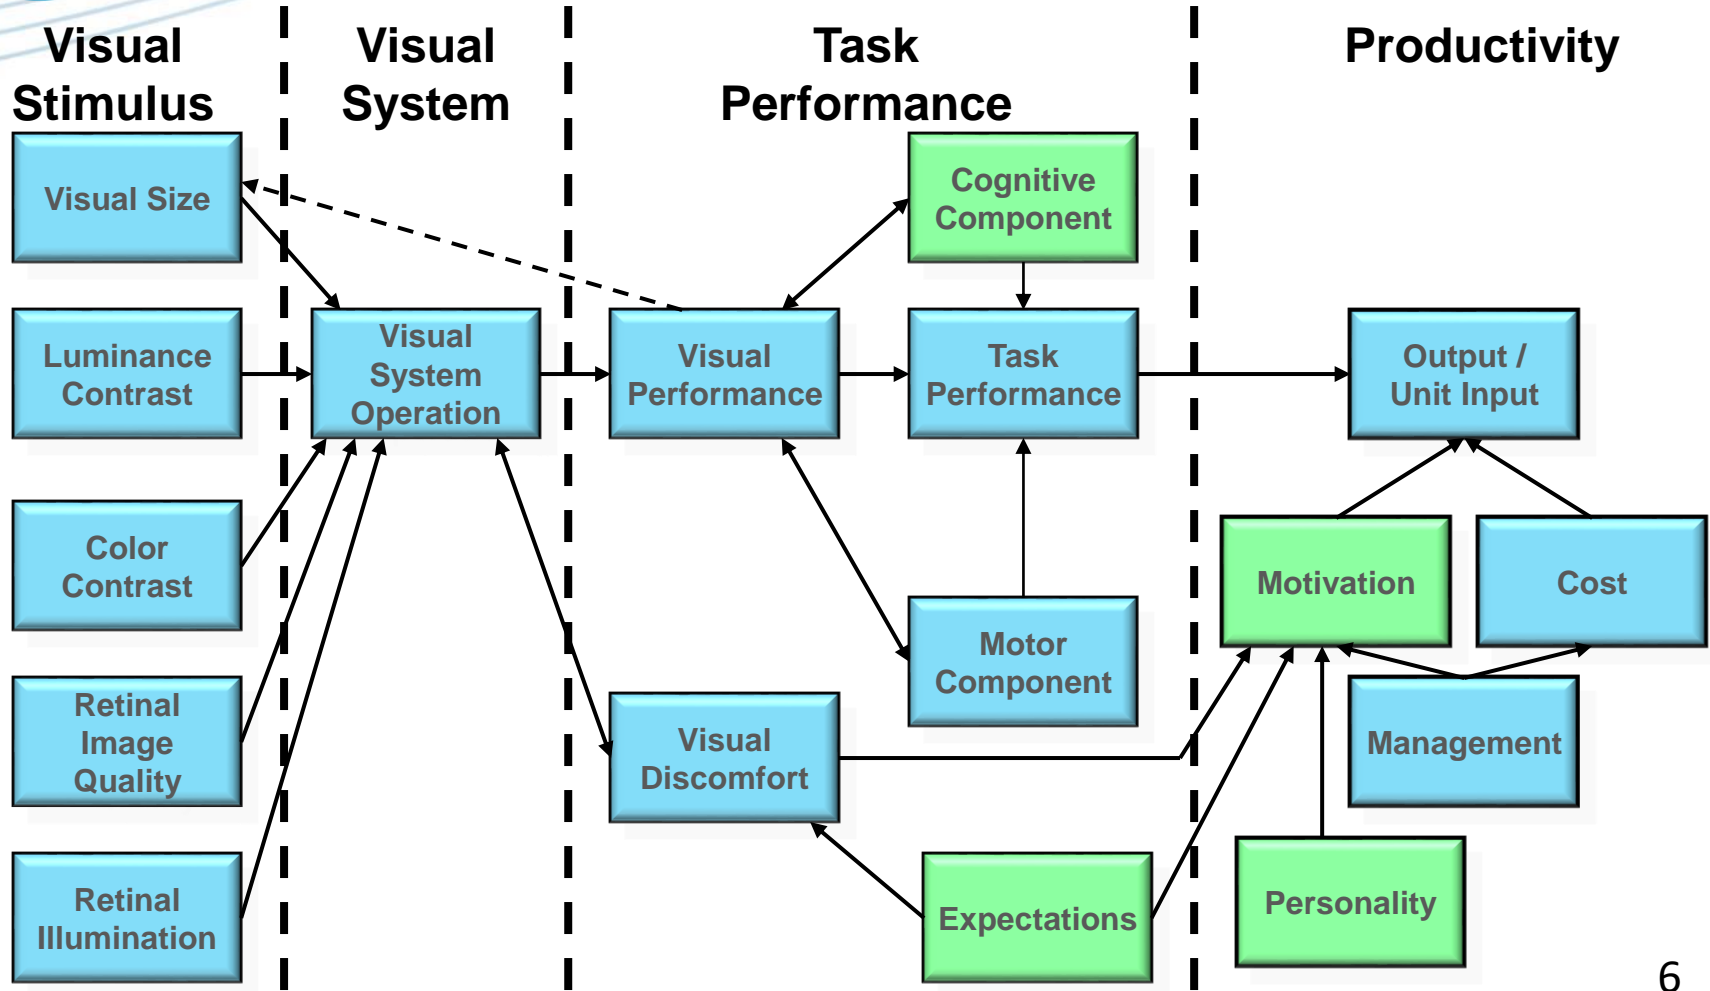 Visual
Stimulus
Visual
System
Task
Performance
Productivity
Visual Size
Luminance
Contrast
Color
Contrast
Retinal
Image
Quality
Retinal
Illumination
Visual
System
Operation
Cognitive
Component
Visual
Performance
Task
Performance
Motor
Component
Visual
Discomfort
Expectations
Output /
Unit Input
Motivation
Cost
Management
Personality
6